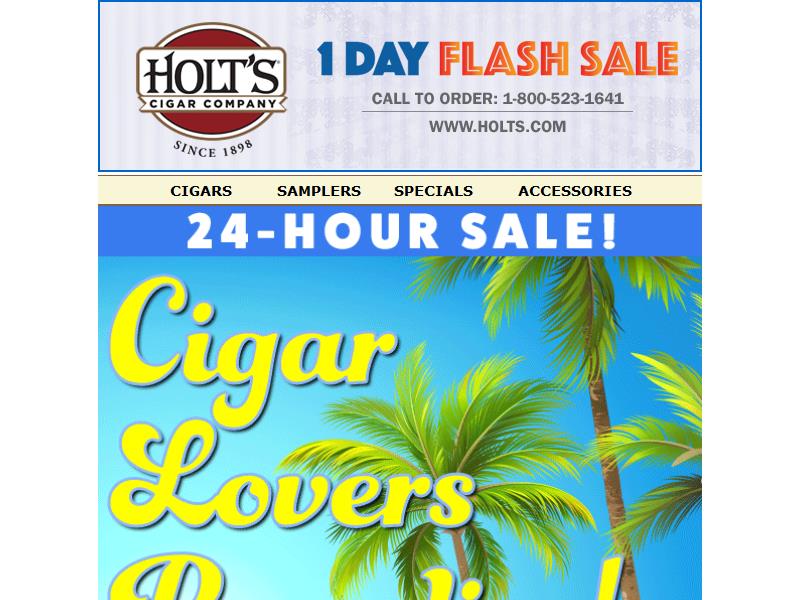 HOLT'S
CIGAR COMPANY
SINCE 1898
1 DAY FLASH SALE
CALL TO ORDER: 1-800-523-1641
WWW.HOLTS.COM
CIGARS SAMPLERS SPECIALS ACCESSORIES
24-HOUR SALE!
Cigar
Lovers